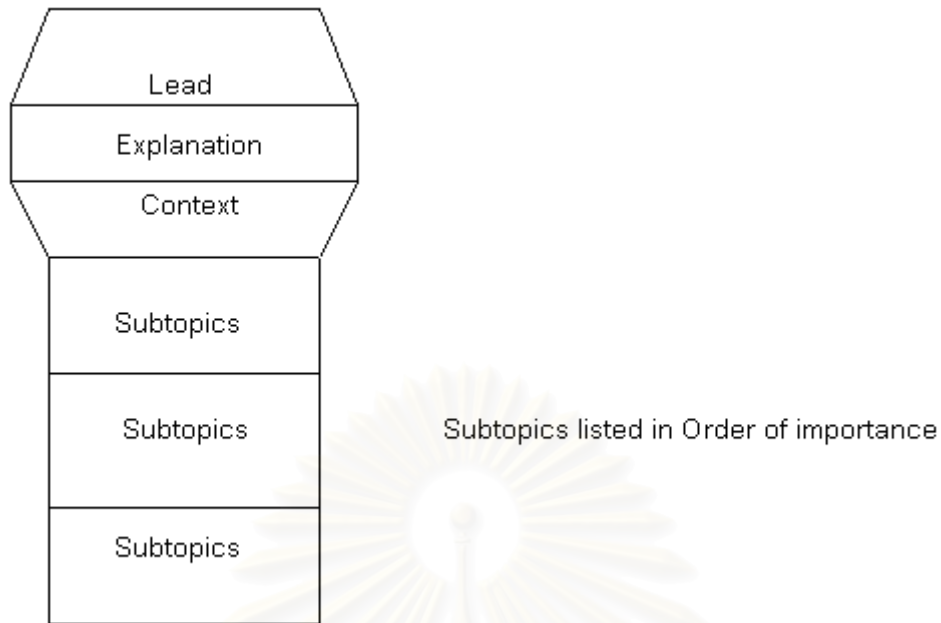 Lead
Explanation
Context
Subtopics
Subtopics
Subtopics listed in Order of importance
Subtopics